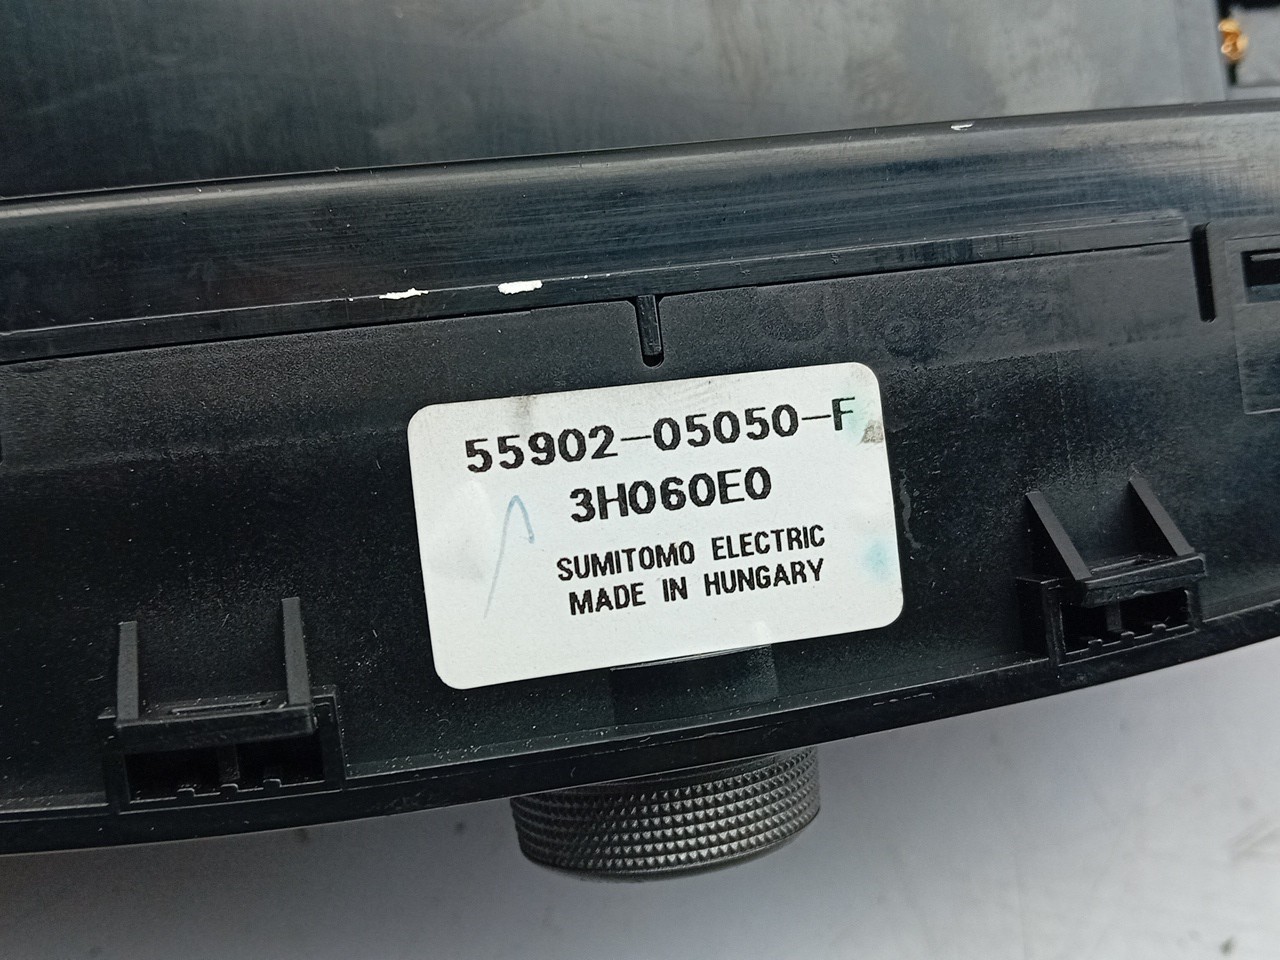 55902-05050-F
3H060E0
SUMITOMO ELECTRIC
MADE IN HUNGARY